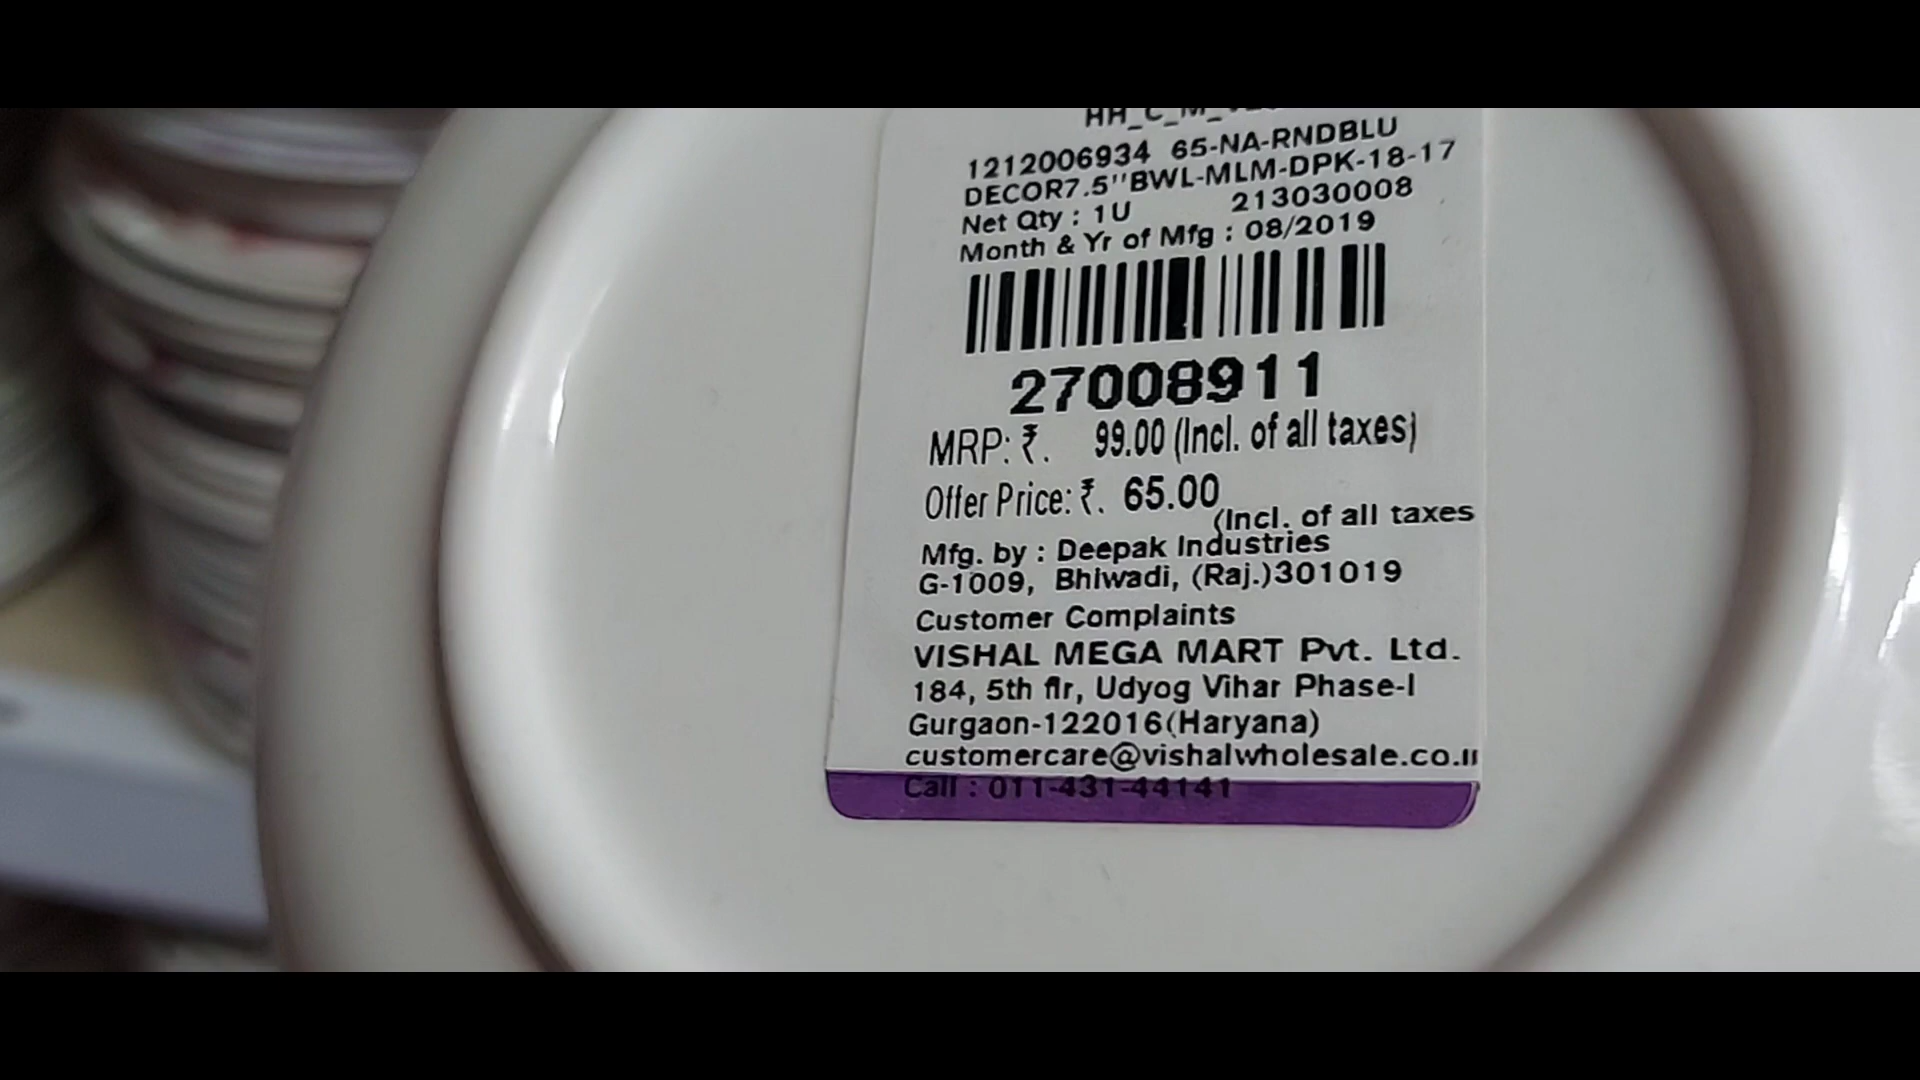 1212006934 65-NA-RNDBLU
DECOR7.5"BWL-MLM-DPK-18-17
Net Qty : 1U 213030008
Month & Yr of Mfg : 08/2019
27008911
MRP: ₹. 99.00 (Incl. of all taxes)
Offer Price: ₹. 65.00
(Incl. of all taxes
Mfg. by : Deepak Industries
G-1009, Bhiwadi, (Raj.)301019
Customer Complaints
VISHAL MEGA MART Pvt. Ltd.
184, 5th flr, Udyog Vihar Phase-I
Gurgaon-122016(Haryana)
customercare@vishalwholesale.co.in
Call : 011-431-44141